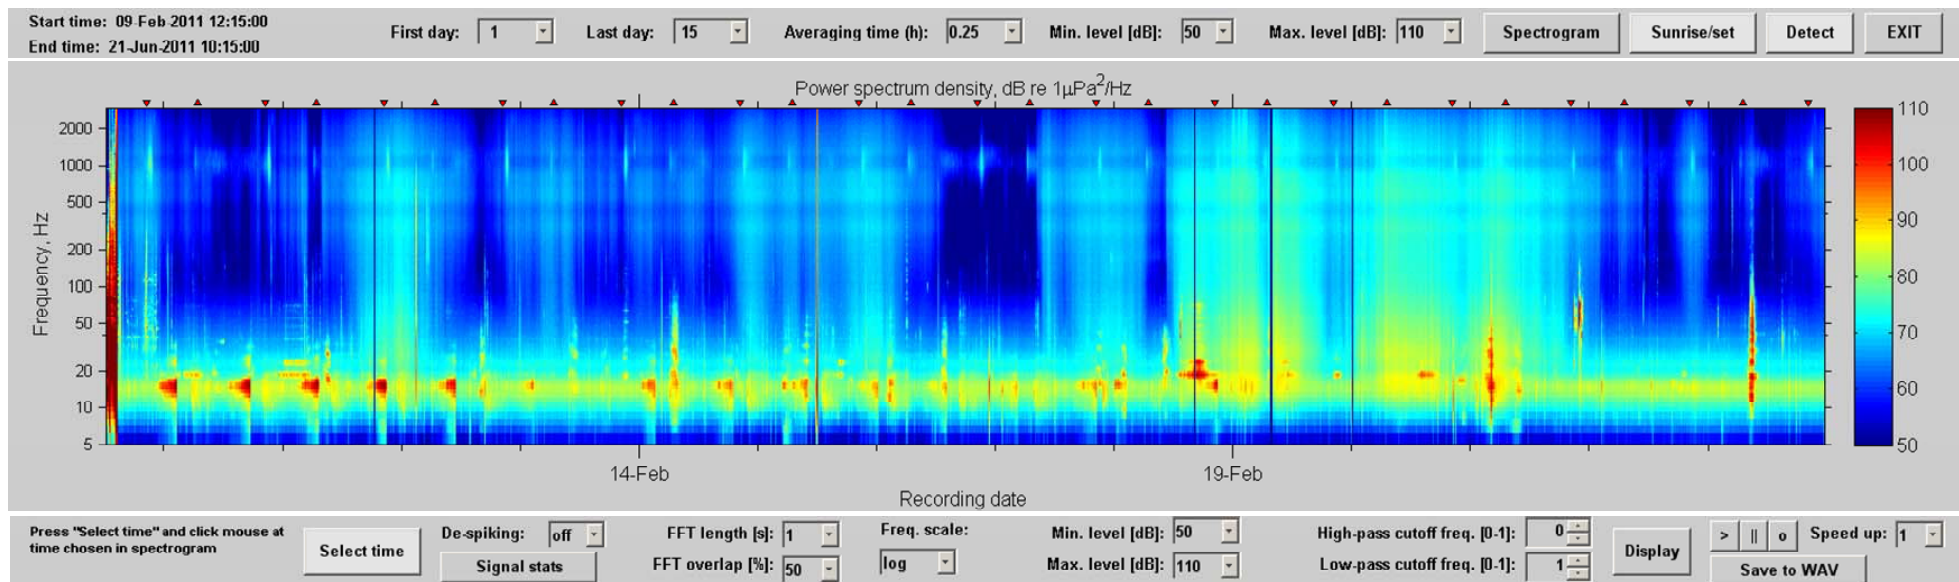 Start time: 09-Feb-2011 12:15:00
End time: 21-Jun-2011 10:15:00
First day: 1 Last day: 15 Averaging time (h): 0.25 Min. level [dB]: 50 Max. level [dB]: 110 Spectrogram Sunrise/set Detect EXIT
Power spectrum density, dB re 1μPa²/Hz
2000
1000
500
200
100
50
20
10
5
Frequency, Hz
110
100
90
80
70
60
50
14-Feb 19-Feb
Recording date
Press "Select time" and click mouse at
time chosen in spectrogram
Select time
De-spiking: off
Signal stats
FFT length [s]: 1
FFT overlap [%]: 50
Freq. scale:
log
Min. level [dB]: 50
Max. level [dB]: 110
High-pass cutoff freq. [0-1]: 0
Low-pass cutoff freq. [0-1]: 1
Display
> || o Speed up: 1
Save to WAV